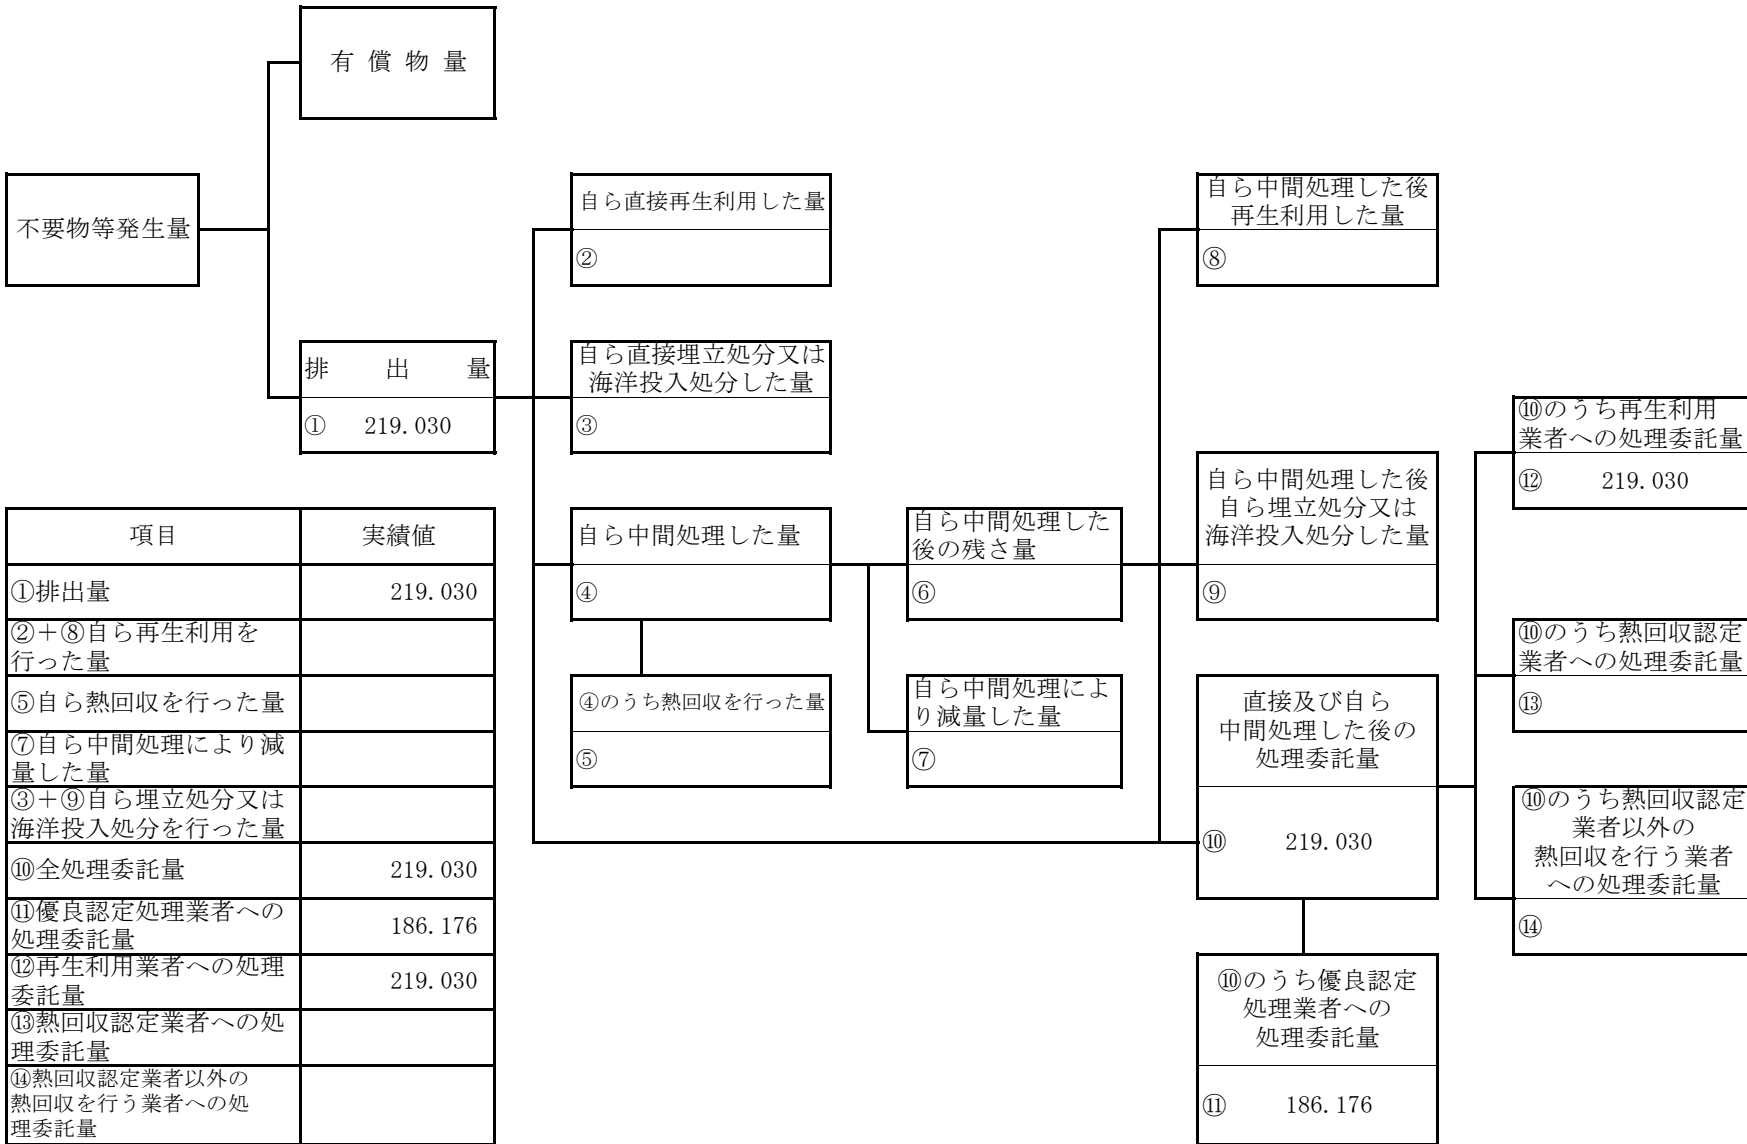 有償物量
不要物等発生量
排出量
① 219.030
自ら直接再生利用した量
②
自ら直接埋立処分又は
海洋投入処分した量
③
自ら中間処理した量
④
④のうち熱回収を行った量
⑤
自ら中間処理した
後の残さ量
⑥
自ら中間処理によ
り減量した量
⑦
自ら中間処理した後
再生利用した量
⑧
自ら中間処理した後
自ら埋立処分又は
海洋投入処分した量
⑨
直接及び自ら
中間処理した後の
処理委託量
⑩ 219.030
⑩のうち優良認定
処理業者への
処理委託量
⑪ 186.176
⑩のうち再生利用
業者への処理委託量
⑫ 219.030
⑩のうち熱回収認定
業者への処理委託量
⑬
⑩のうち熱回収認定
業者以外の
熱回収を行う業者
への処理委託量
⑭
項目 実績値
①排出量 219.030
②+⑧自ら再生利用を
行った量
⑤自ら熱回収を行った量
⑦自ら中間処理により減
量した量
③+⑨自ら埋立処分又は
海洋投入処分を行った量
⑩全処理委託量 219.030
⑪優良認定処理業者への
処理委託量 186.176
⑫再生利用業者への処理
委託量 219.030
⑬熱回収認定業者への処
理委託量
⑭熱回収認定業者以外の
熱回収を行う業者への処
理委託量